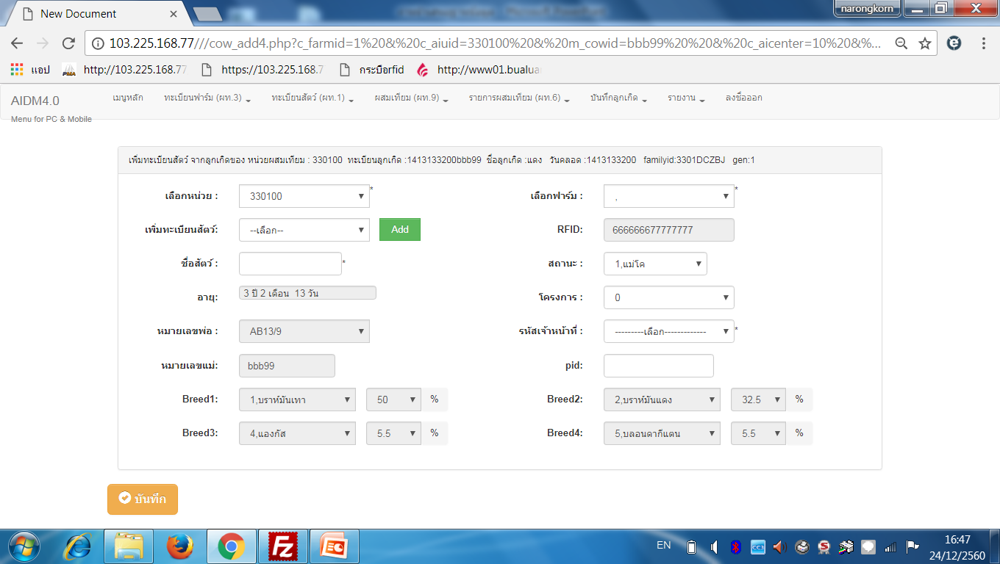 New Document
narongkorn
103.225.168.77///cow_add4.php?c_farmid=1%20&%20c_aiuid=330100%20&%20m_cowid=bbb99%20%20&%20c_aicenter=10%20&%...
แอป http://103.225.168.77 https://103.225.168.7 กระบือrfid http://www01.bualua
AIDM4.0 เมนูหลัก ทะเบียนฟาร์ม (ผท.3) ทะเบียนสัตว์ (ผท.1) ผสมเทียม (ผท.9) รายการผสมเทียม (ผท.6) บันทึกลูกเกิด รายงาน ลงชื่อออก
Menu for PC & Mobile
เพิ่มทะเบียนสัตว์ จากลูกเกิดของ หน่วยผสมเทียม : 330100 ทะเบียนลูกเกิด :1413133200bbb99 ชื่อลูกเกิด :แดง วันคลอด :1413133200 familyid:3301DCZBJ gen:1
เลือกหน่วย : 330100 * เลือกฟาร์ม : , *
เพิ่มทะเบียนสัตว์: --เลือก-- Add RFID: 666666677777777
ชื่อสัตว์ : * สถานะ : 1,แม่โค
อายุ: 3 ปี 2 เดือน 13 วัน โครงการ : 0
หมายเลขพ่อ : AB13/9 รหัสเจ้าหน้าที่ : ---------เลือก------------- *
หมายเลขแม่: bbb99 pid:
Breed1: 1,บราห์มันเทา 50 % Breed2: 2,บราห์มันแดง 32.5 %
Breed3: 4,แองกัส 5.5 % Breed4: 5,บลอนดากีแตน 5.5 %
บันทึก
EN 16:47
24/12/2560